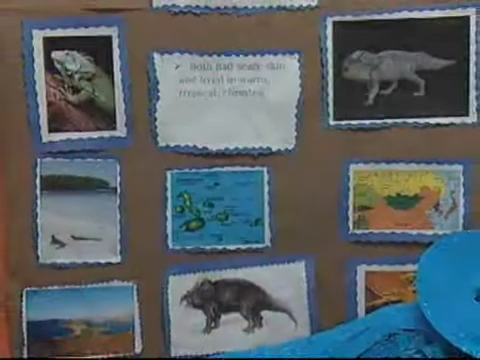 ➤ Both had scaly skin
and lived in warm,
tropical, climates